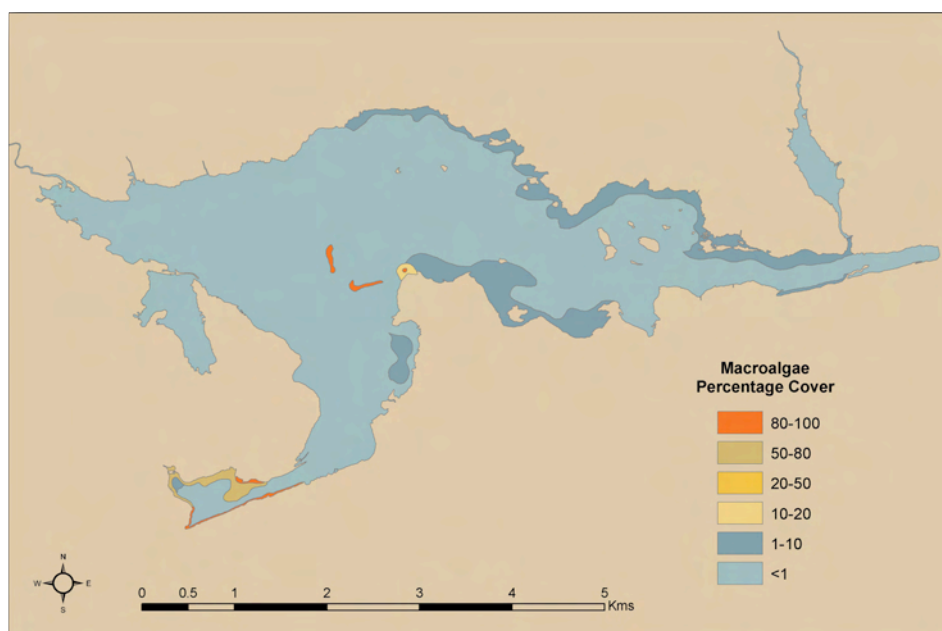 Macroalgae
Percentage Cover
80-100
50-80
20-50
10-20
1-10
<1
N
W E
S
0 0.5 1 2 3 4 5
Kms